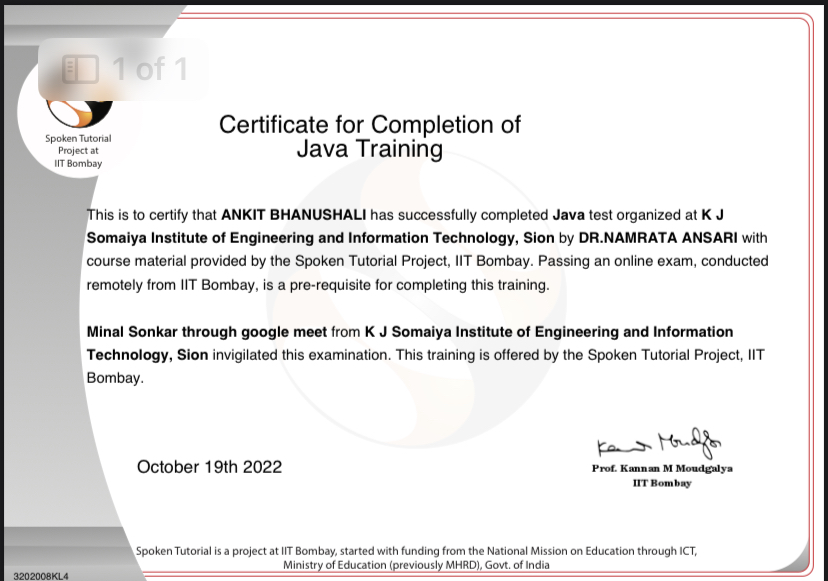 1 of 1
Spoken Tutorial
Project at
IIT Bombay
Certificate for Completion of
Java Training
This is to certify that ANKIT BHANUSHALI has successfully completed Java test organized at K J
Somaiya Institute of Engineering and Information Technology, Sion by DR.NAMRATA ANSARI with
course material provided by the Spoken Tutorial Project, IIT Bombay. Passing an online exam, conducted
remotely from IIT Bombay, is a pre-requisite for completing this training.
Minal Sonkar through google meet from K J Somaiya Institute of Engineering and Information
Technology, Sion invigilated this examination. This training is offered by the Spoken Tutorial Project, IIT
Bombay.
October 19th 2022
Prof. Kannan M Moudgalya
IIT Bombay
Spoken Tutorial is a project at IIT Bombay, started with funding from the National Mission on Education through ICT,
Ministry of Education (previously MHRD), Govt. of India
3202008KL4